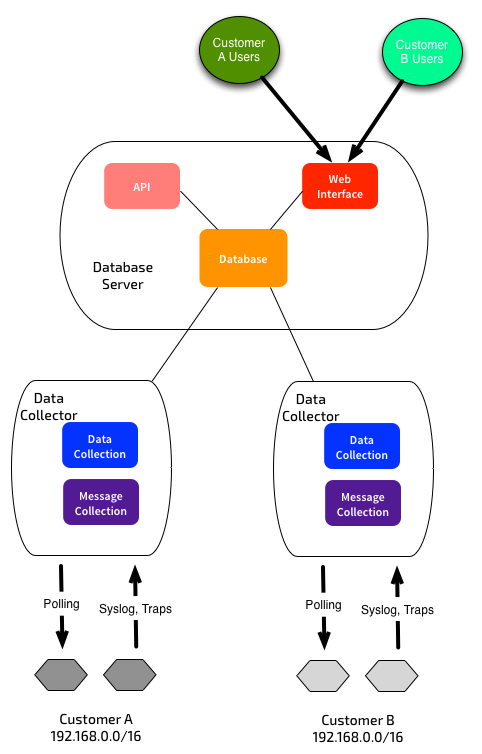 Customer
A Users
Customer
B Users
API
Web
Interface
Database
Database
Server
Data
Collector
Data
Collection
Message
Collection
Data
Collector
Data
Collection
Message
Collection
Polling
Syslog, Traps
Polling
Syslog, Traps
Customer A
192.168.0.0/16
Customer B
192.168.0.0/16